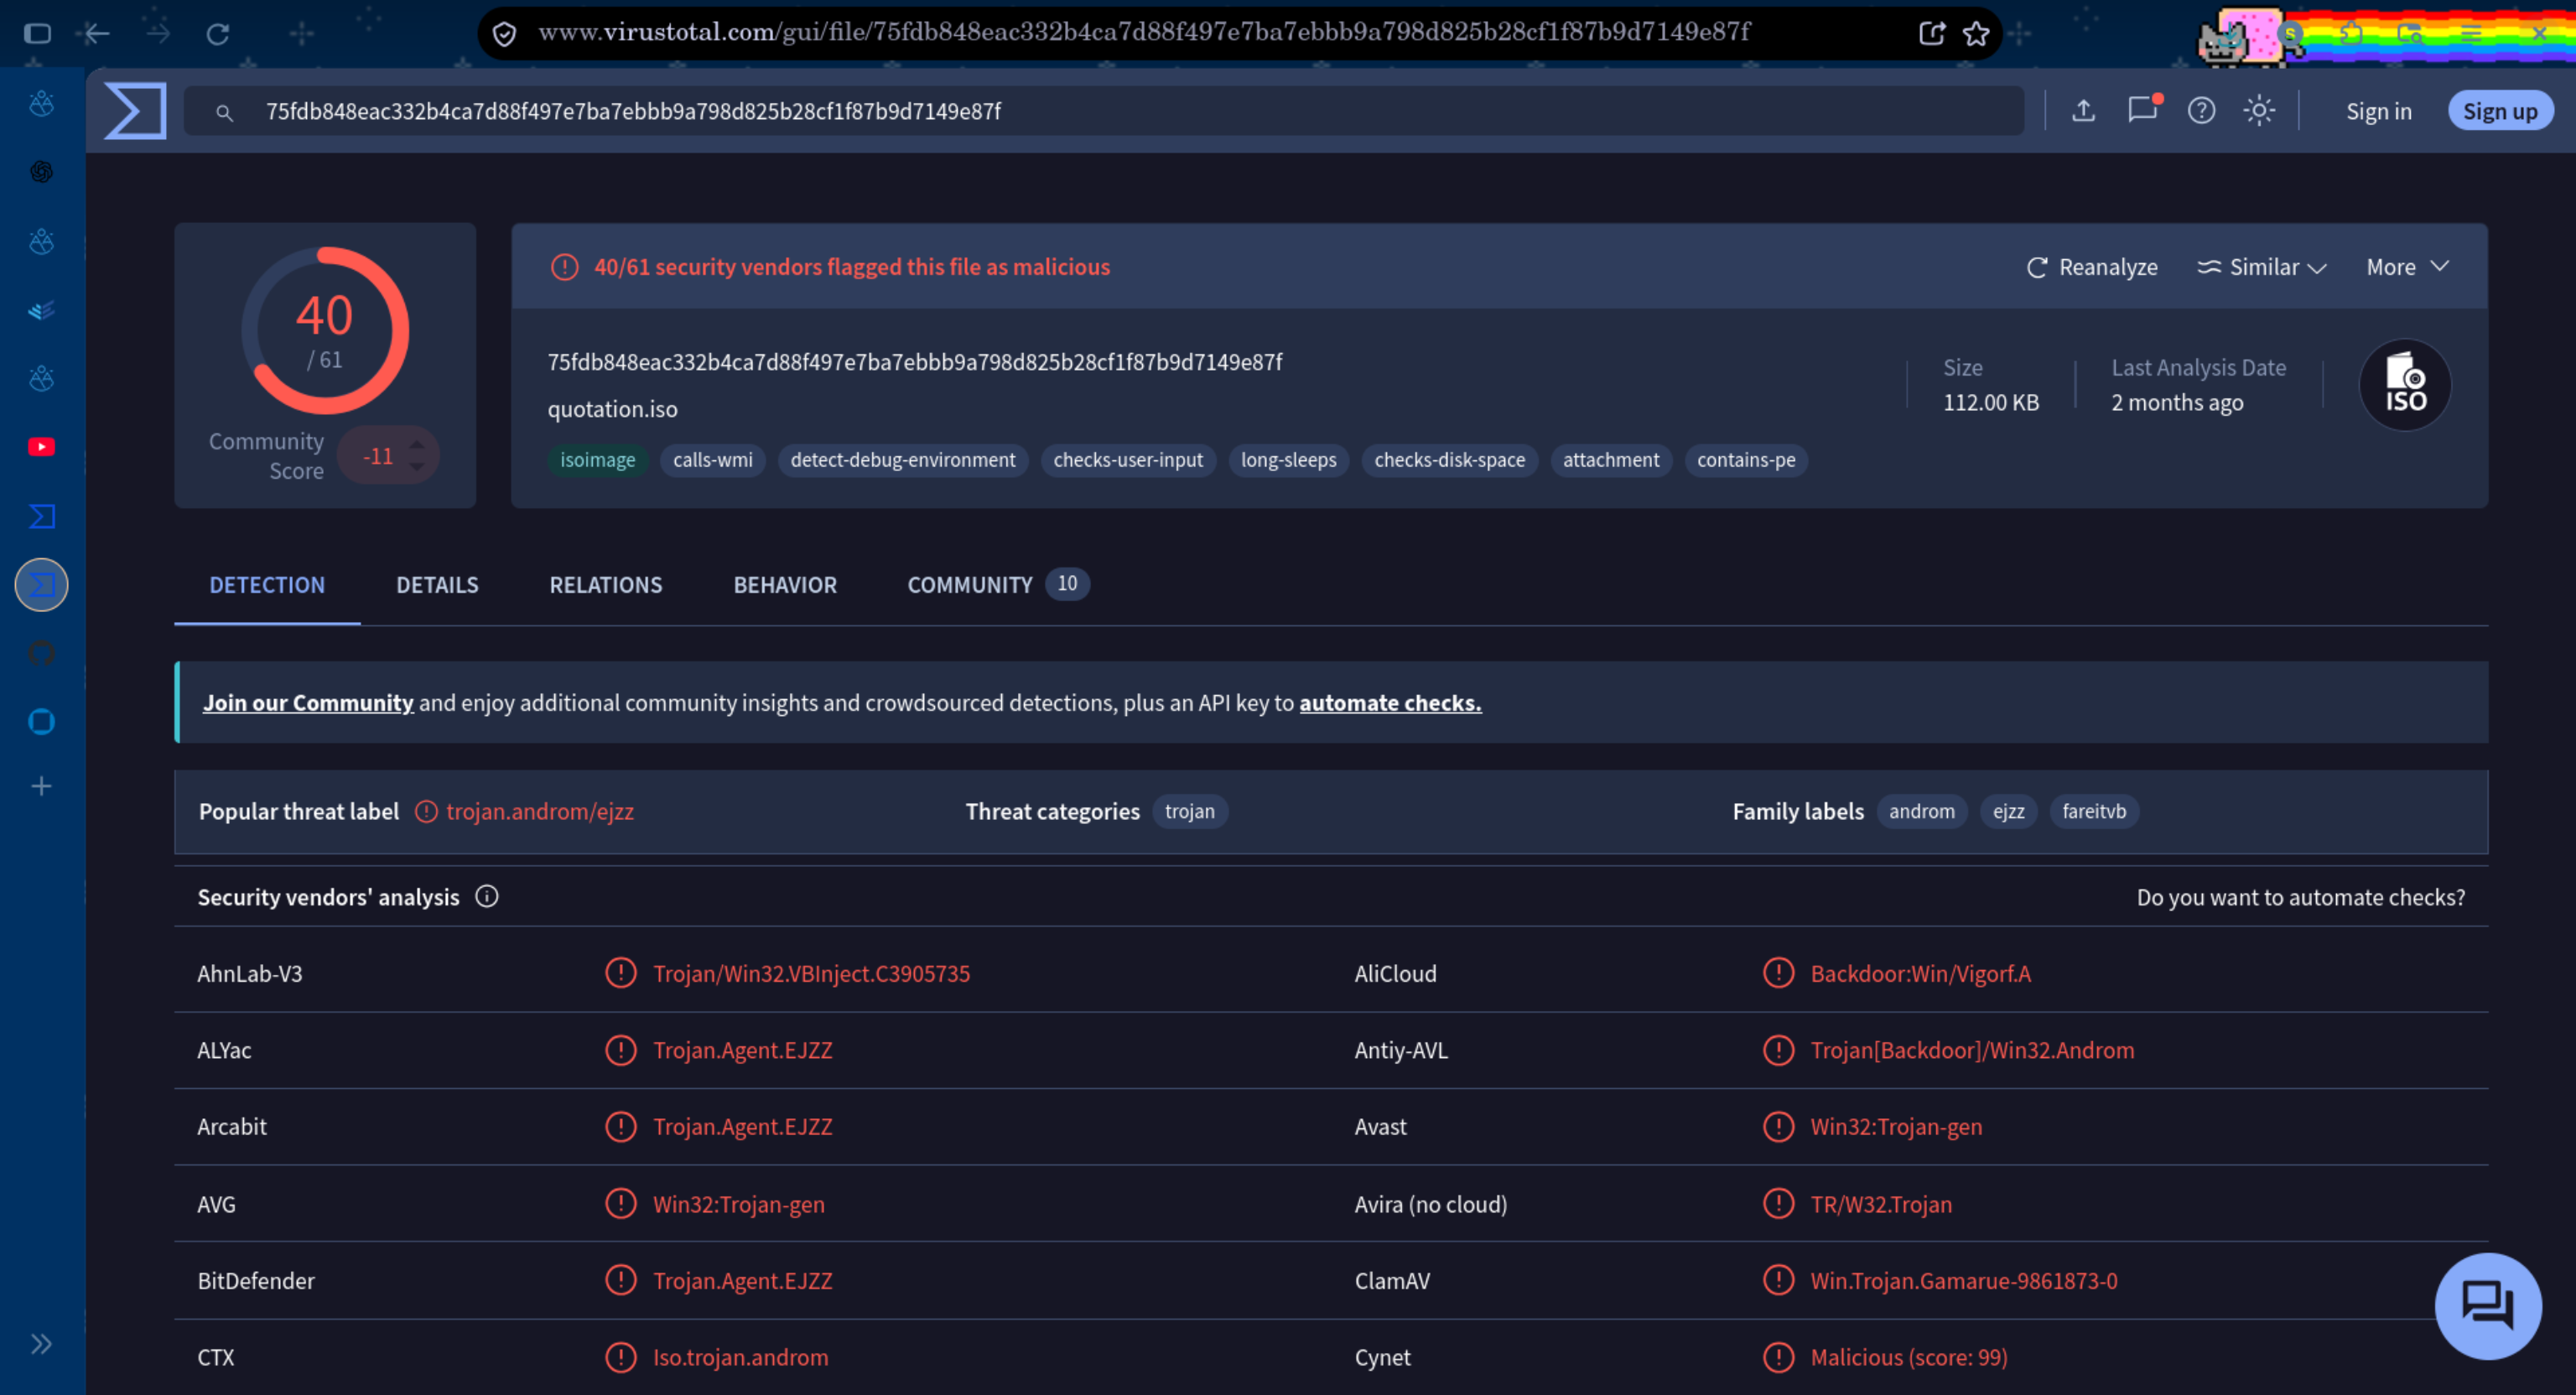 www.virustotal.com/gui/file/75fdb848eac332b4ca7d88f497e7ba7ebbb9a798d825b28cf1f87b9d7149e87f
S
75fdb848eac332b4ca7d88f497e7ba7ebbb9a798d825b28cf1f87b9d7149e87f
Sign in
Sign up
40
/ 61
Community Score
-11
40/61 security vendors flagged this file as malicious
Reanalyze
Similar
More
75fdb848eac332b4ca7d88f497e7ba7ebbb9a798d825b28cf1f87b9d7149e87f
quotation.iso
Size
112.00 KB
Last Analysis Date
2 months ago
ISO
isoimage calls-wmi detect-debug-environment checks-user-input long-sleeps checks-disk-space attachment contains-pe
DETECTION DETAILS RELATIONS BEHAVIOR COMMUNITY 10
Join our Community and enjoy additional community insights and crowdsourced detections, plus an API key to automate checks.
Popular threat label trojan.androm/ejzz Threat categories trojan Family labels androm ejzz fareitvb
Security vendors' analysis Do you want to automate checks?
AhnLab-V3 Trojan/Win32.VBInject.C3905735 AliCloud Backdoor:Win/Vigorf.A
ALYac Trojan.Agent.EJZZ Antiy-AVL Trojan[Backdoor]/Win32.Androm
Arcabit Trojan.Agent.EJZZ Avast Win32:Trojan-gen
AVG Win32:Trojan-gen Avira (no cloud) TR/W32.Trojan
BitDefender Trojan.Agent.EJZZ ClamAV Win.Trojan.Gamarue-9861873-0
CTX Iso.trojan.androm Cynet Malicious (score: 99)